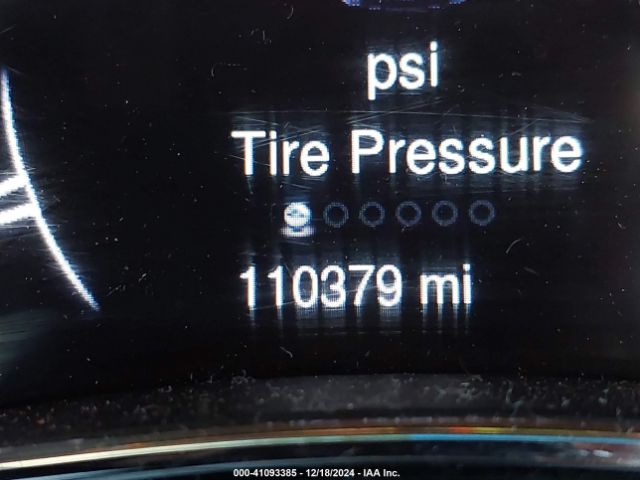 psi
Tire Pressure
110379 mi
000-41093385 - 12/18/2024 - IAA Inc.